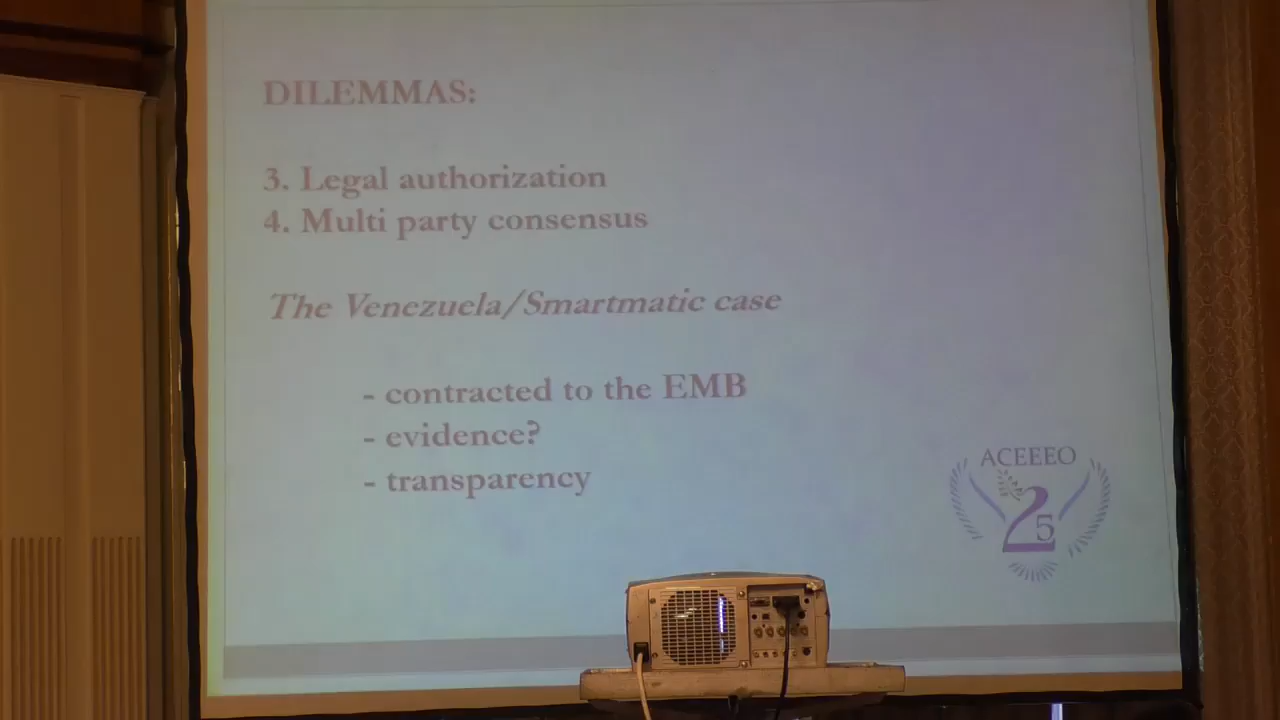 DILEMMAS:
3. Legal authorization
4. Multi party consensus
The Venezuela/Smartmatic case
- contracted to the EMB
- evidence?
- transparency
ACEEEO
25